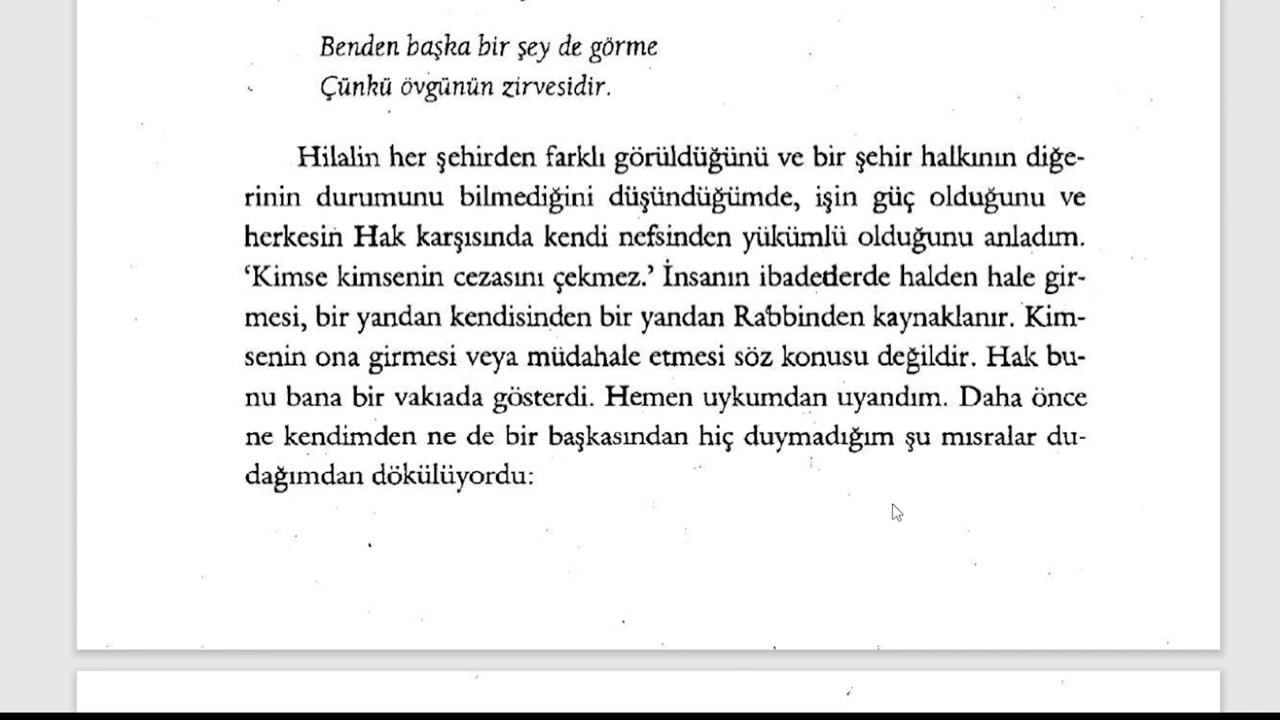 Benden başka bir şey de görme
Çünkü övgünün zirvesidir.
Hilalin her şehirden farklı görüldüğünü ve bir şehir halkının diğe-
rinin durumunu bilmediğini düşündüğümde, işin güç olduğunu ve
herkesin Hak karşısında kendi nefsinden yükümlü olduğunu anladım.
‘Kimse kimsenin cezasını çekmez.’ İnsanın ibadetlerde halden hale gir-
mesi, bir yandan kendisinden bir yandan Rabbinden kaynaklanır. Kim-
senin ona girmesi veya müdahale etmesi söz konusu değildir. Hak bu-
nu bana bir vakıada gösterdi. Hemen uykumdan uyandım. Daha önce
ne kendimden ne de bir başkasından hiç duymadığım şu mısralar du-
dağımdan dökülüyordu: